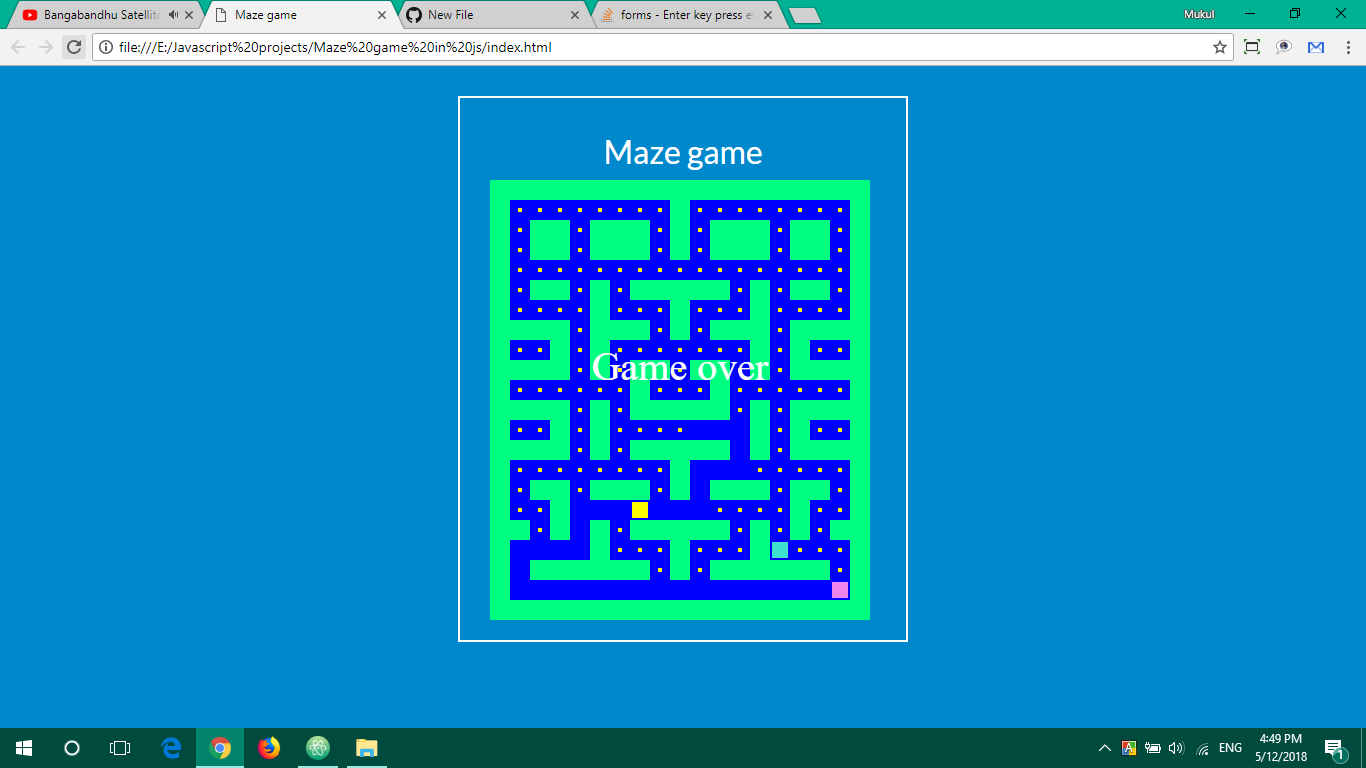 Bangabandhu Satellit
Maze game
New File
forms - Enter key press e
Mukul
file:///E:/Javascript%20projects/Maze%20game%20in%20js/index.html
Maze game
Game over
ENG
4:49 PM
5/12/2018
1